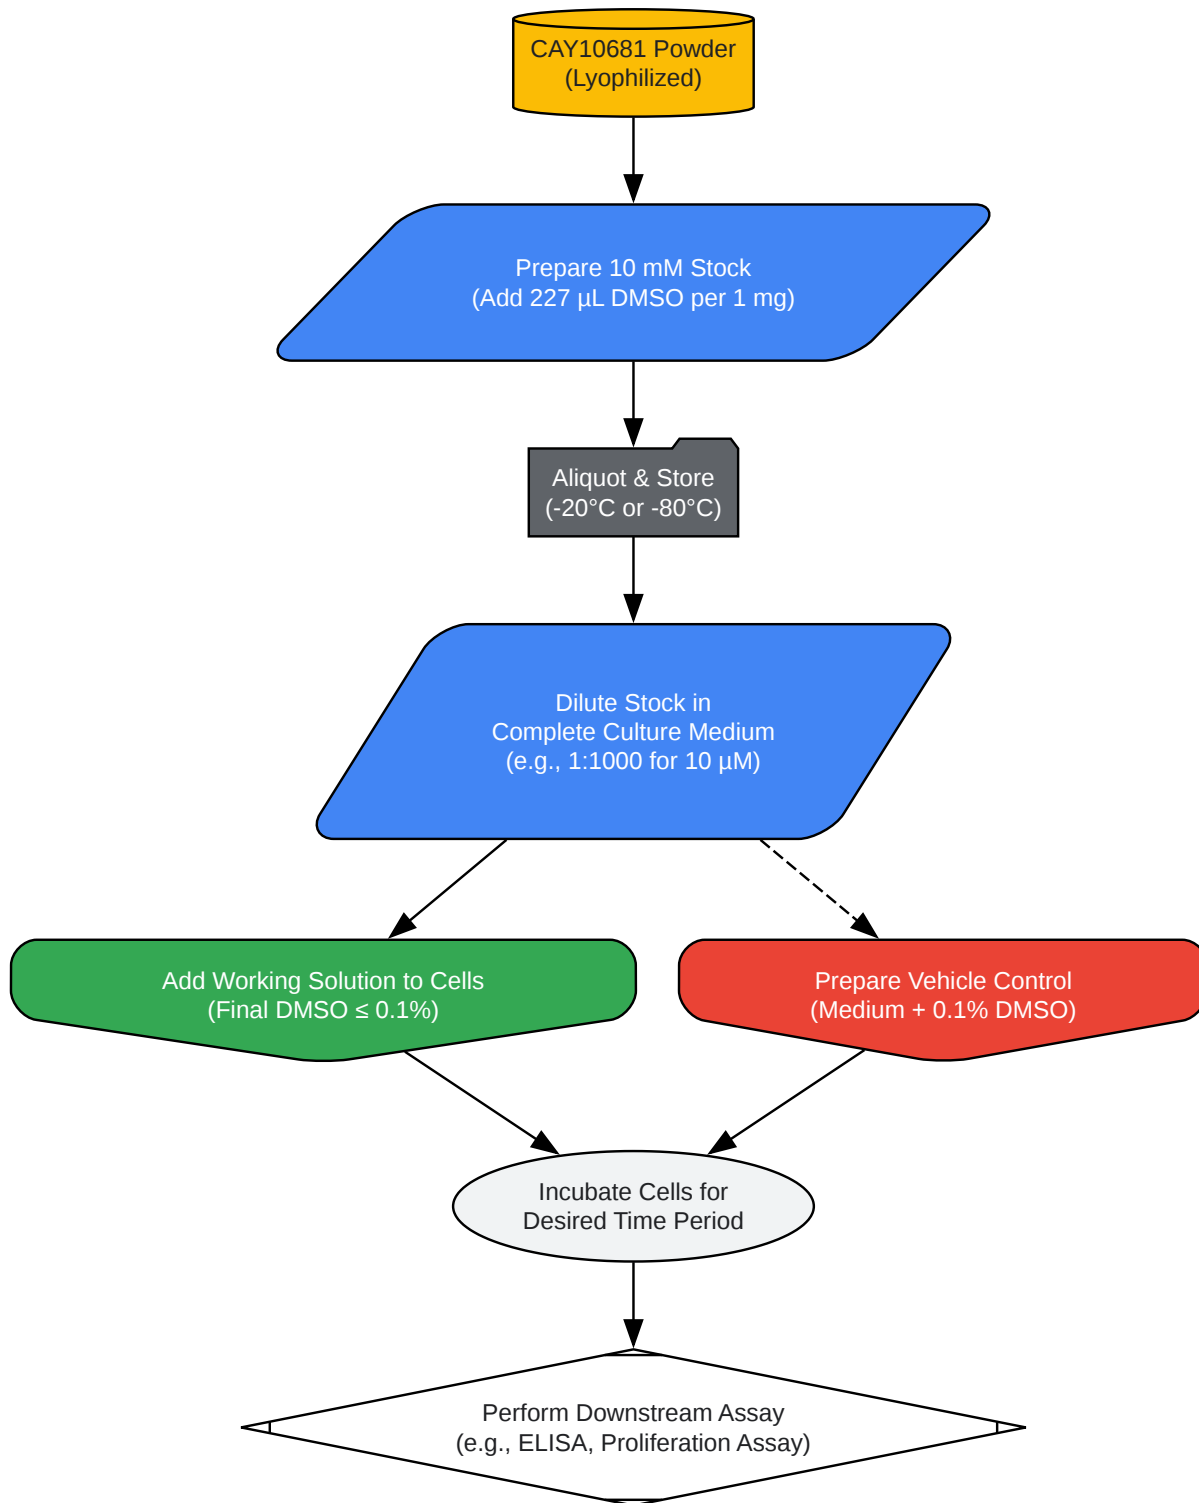 CAY10681 Powder
(Lyophilized)
Prepare 10 mM Stock
(Add 227 µL DMSO per 1 mg)
Aliquot & Store
(-20°C or -80°C)
Dilute Stock in
Complete Culture Medium
(e.g., 1:1000 for 10 µM)
Add Working Solution to Cells
(Final DMSO ≤ 0.1%)
Prepare Vehicle Control
(Medium + 0.1% DMSO)
Incubate Cells for
Desired Time Period
Perform Downstream Assay
(e.g., ELISA, Proliferation Assay)